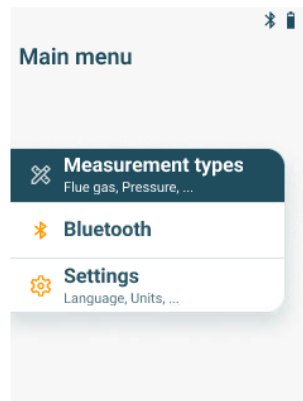 Main menu
Measurement types
Flue gas, Pressure, ...
Bluetooth
Settings
Language, Units, ...